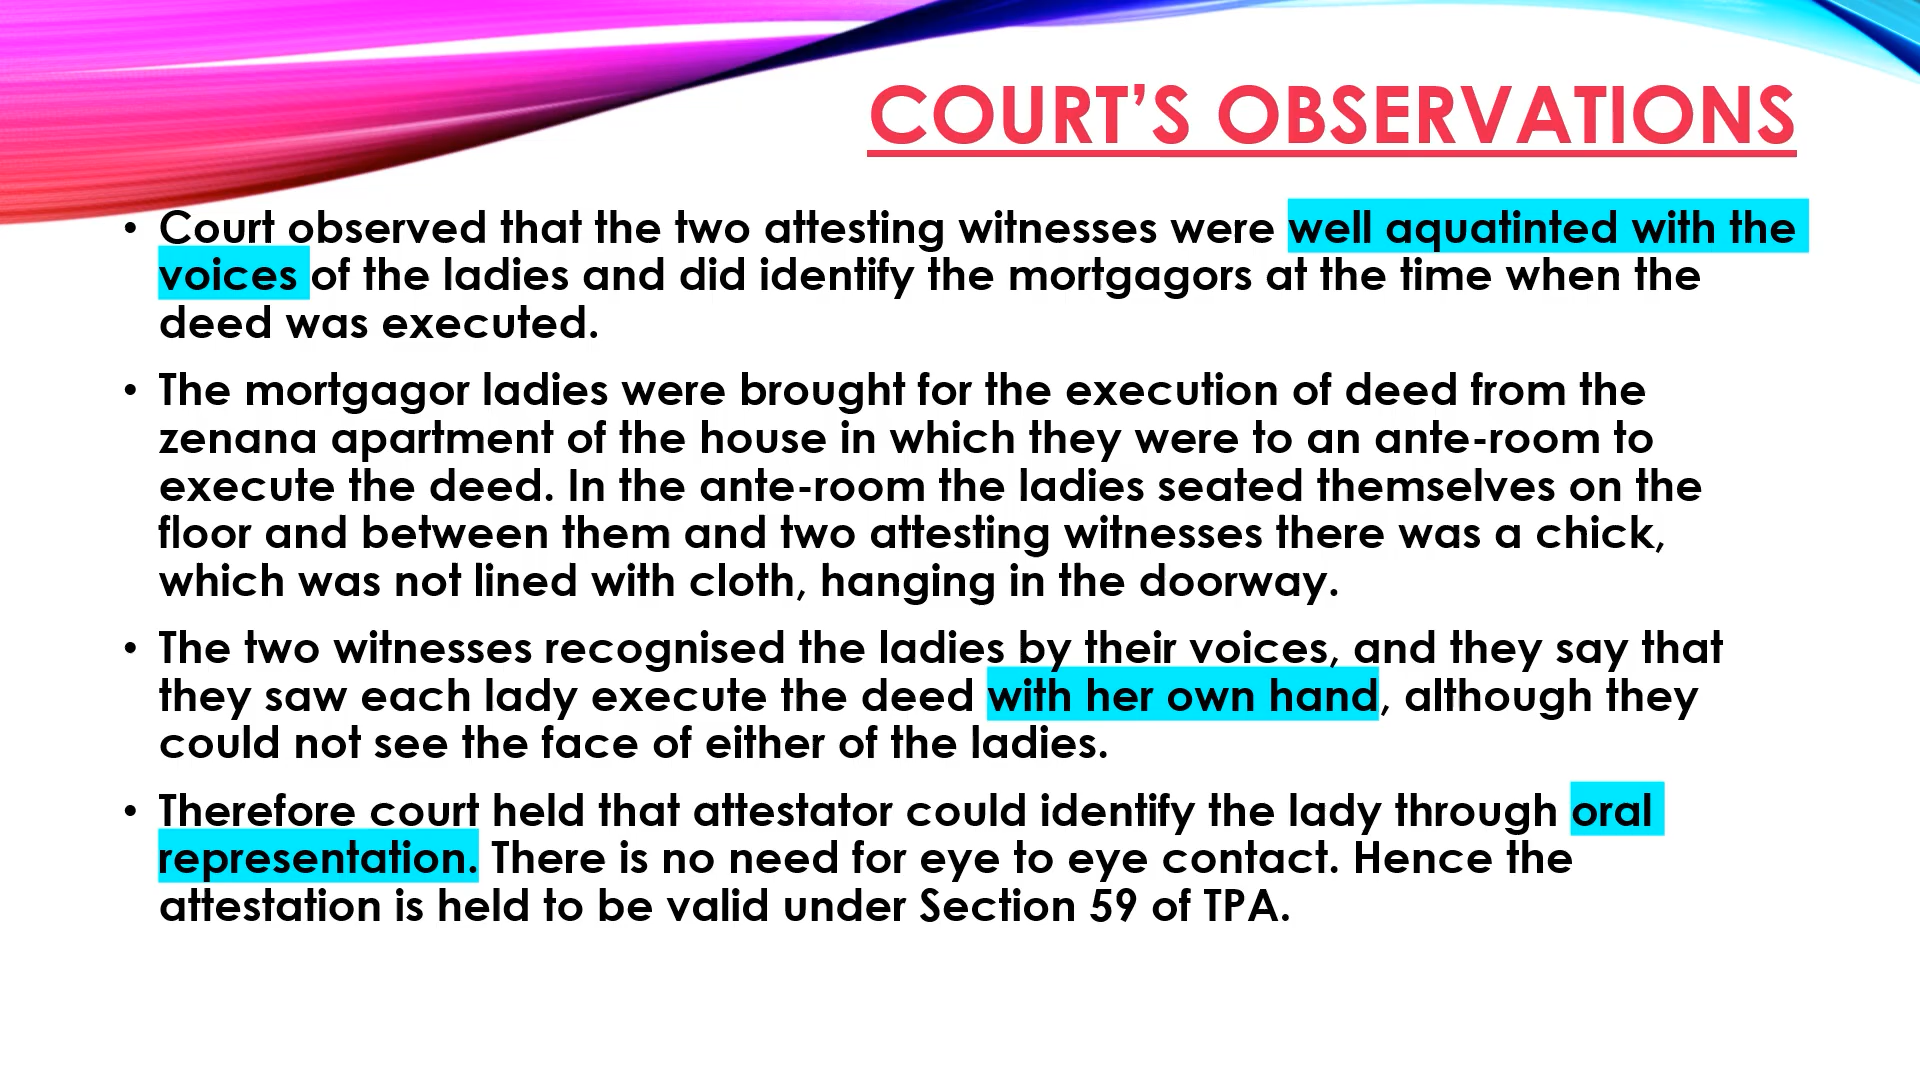 COURT’S OBSERVATIONS
• Court observed that the two attesting witnesses were well aquatinted with the
voices of the ladies and did identify the mortgagors at the time when the
deed was executed.
• The mortgagor ladies were brought for the execution of deed from the
zenana apartment of the house in which they were to an ante-room to
execute the deed. In the ante-room the ladies seated themselves on the
floor and between them and two attesting witnesses there was a chick,
which was not lined with cloth, hanging in the doorway.
• The two witnesses recognised the ladies by their voices, and they say that
they saw each lady execute the deed with her own hand, although they
could not see the face of either of the ladies.
• Therefore court held that attestator could identify the lady through oral
representation. There is no need for eye to eye contact. Hence the
attestation is held to be valid under Section 59 of TPA.